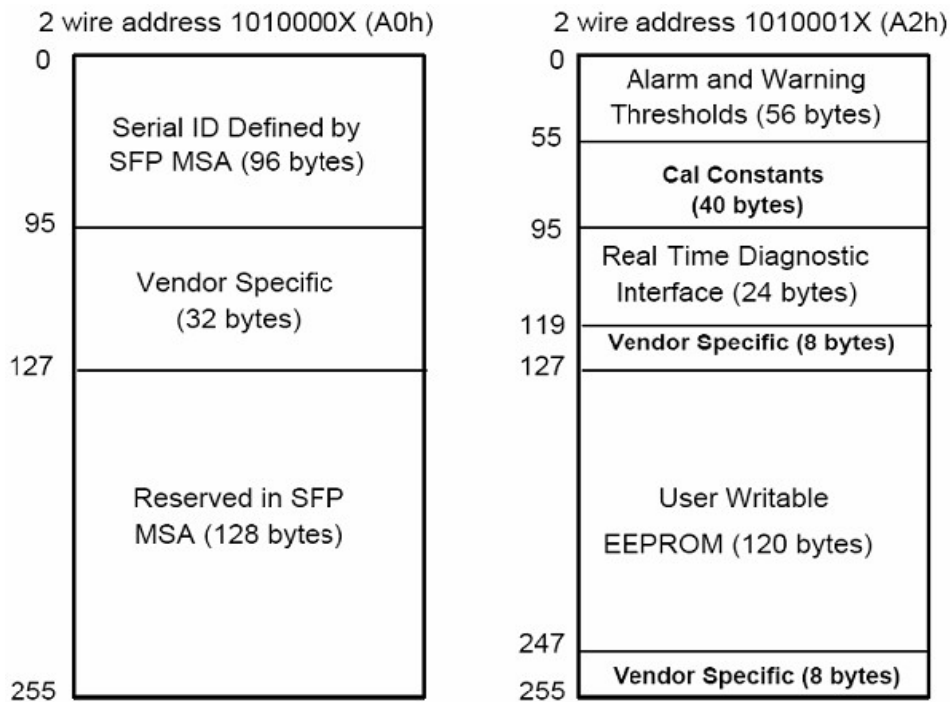 2 wire address 1010000X (A0h)
0
Serial ID Defined by
SFP MSA (96 bytes)
95
Vendor Specific
(32 bytes)
127
Reserved in SFP
MSA (128 bytes)
255
2 wire address 1010001X (A2h)
0
Alarm and Warning
Thresholds (56 bytes)
55
Cal Constants
(40 bytes)
95
Real Time Diagnostic
Interface (24 bytes)
119
Vendor Specific (8 bytes)
127
User Writable
EEPROM (120 bytes)
247
Vendor Specific (8 bytes)
255